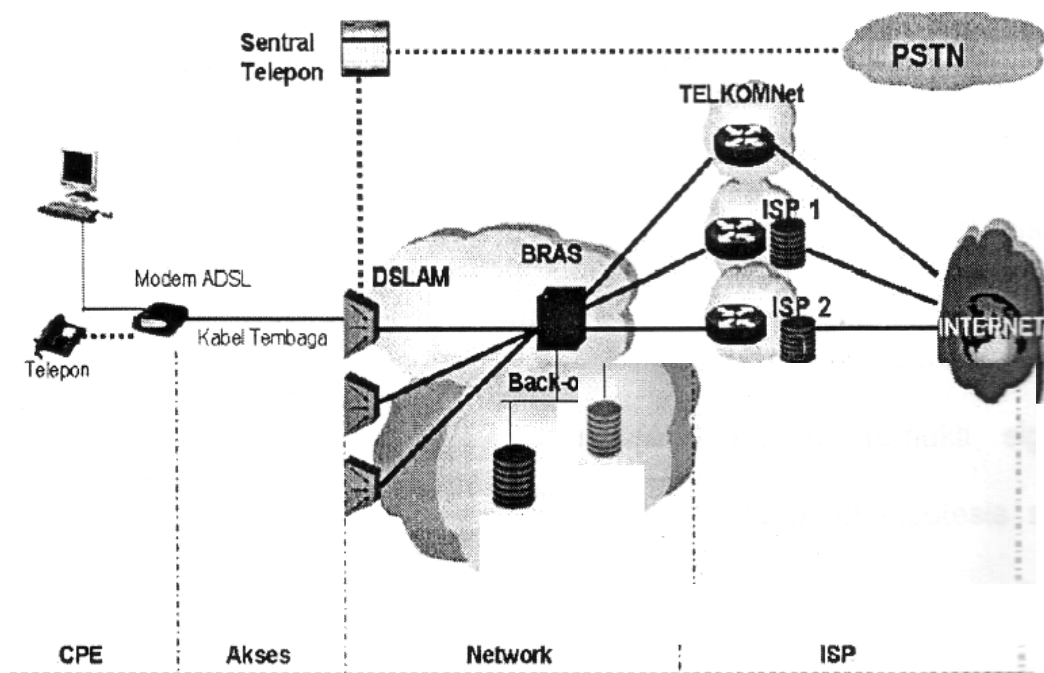 Sentral
Telepon
PSTN
TELKOMNet
ISP 1
BRAS
DSLAM
Modem ADSL
ISP 2
INTERNET
Kabel Tembaga
Telepon
Back-o
CPE
Akses
Network
ISP